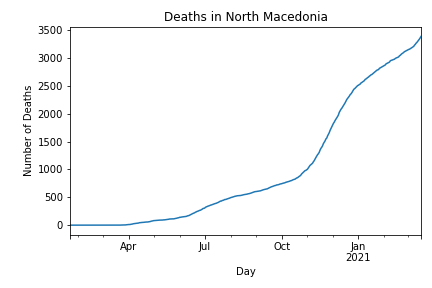 Deaths in North Macedonia
3500
3000
2500
2000
1500
1000
500
0
Number of Deaths
Apr
Jul
Oct
Jan
2021
Day